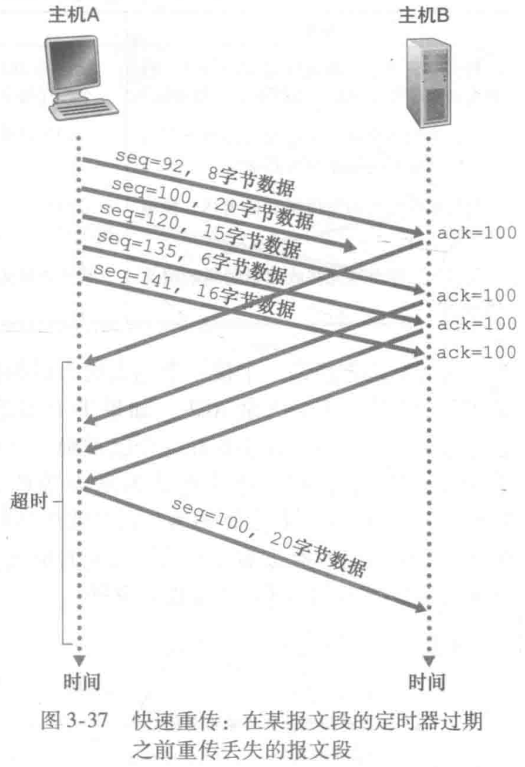 主机A
主机B
seq=92, 8字节数据
seq=100, 20字节数据
seq=120, 15字节数据
seq=135, 6字节数据
seq=141, 16字节数据
ack=100
ack=100
ack=100
ack=100
超时
seq=100, 20字节数据
时间
时间
图 3-37 快速重传：在某报文段的定时器过期
之前重传丢失的报文段